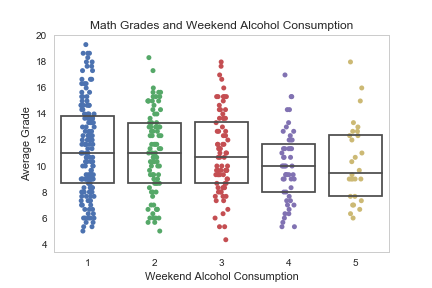 Math Grades and Weekend Alcohol Consumption
20
18
16
14
12
10
8
6
4
Average Grade
1 2 3 4 5
Weekend Alcohol Consumption